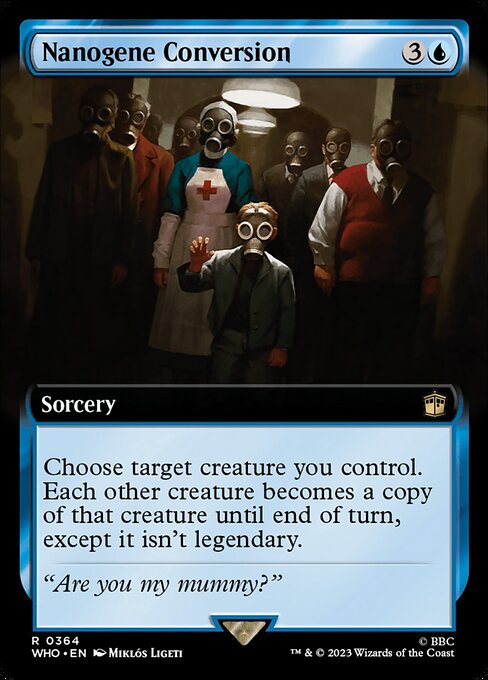 Nanogene Conversion 3
Sorcery
Choose target creature you control.
Each other creature becomes a copy
of that creature until end of turn,
except it isn't legendary.
“Are you my mummy?”
R 0364
WHO • EN Miklós Ligeti
© BBC
™ & © 2023 Wizards of the Coast